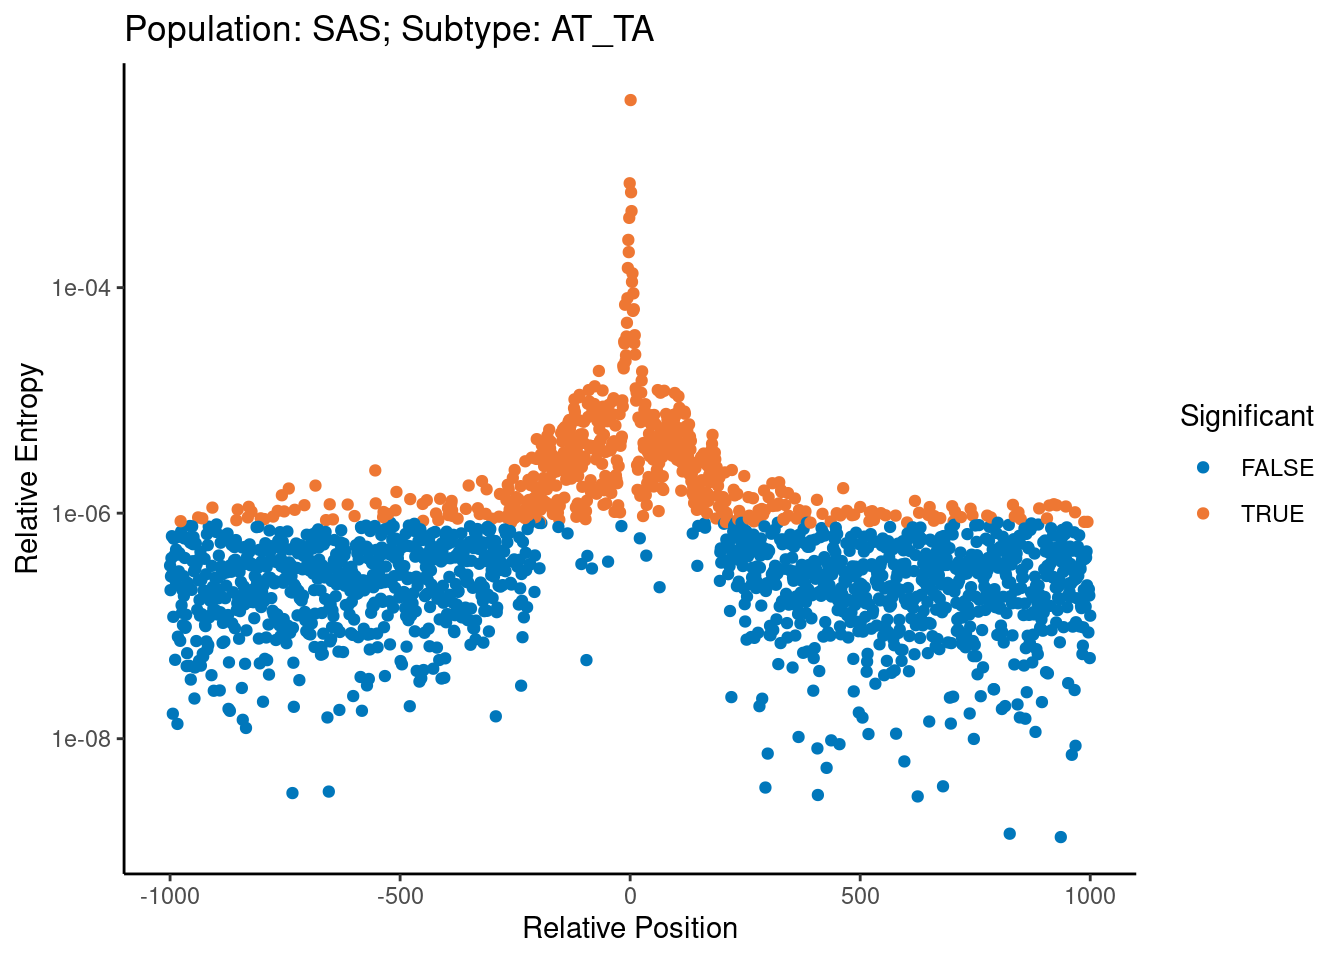 Population: SAS; Subtype: AT_TA
Relative Entropy
1e-04
1e-06
1e-08
-1000
-500
0
500
1000
Relative Position
Significant
FALSE
TRUE